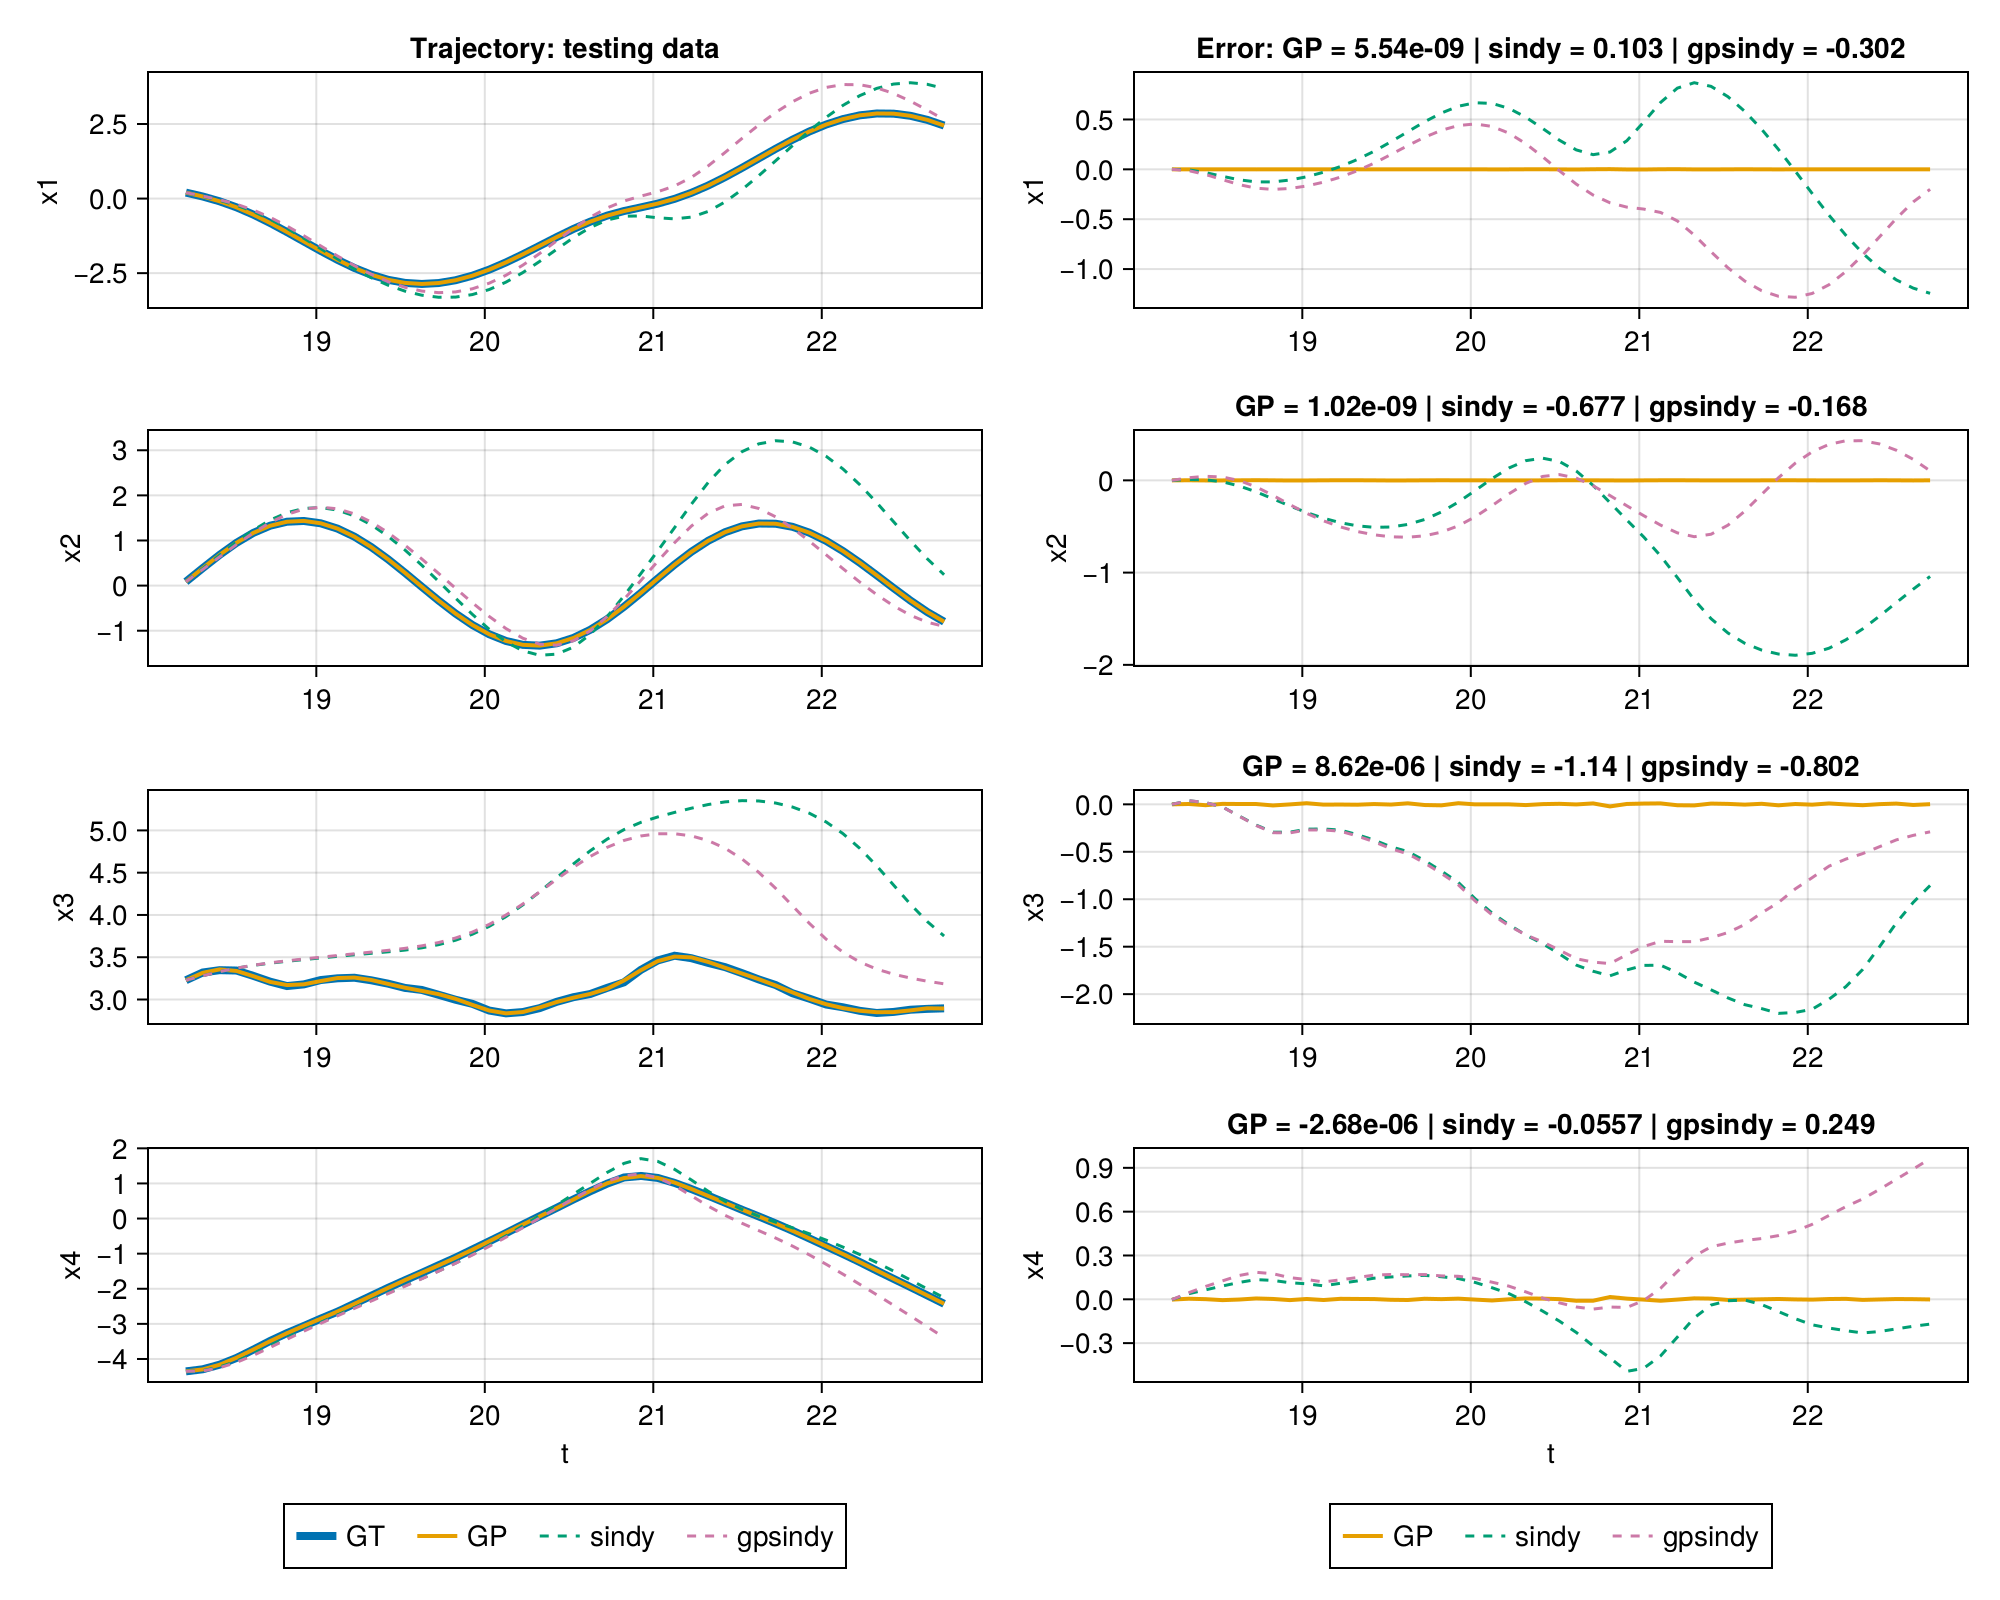 Trajectory: testing data
2.5
0.0
−2.5
x1
19 20 21 22
3
2
1
0
−1
x2
19 20 21 22
5.0
4.5
4.0
3.5
3.0
x3
19 20 21 22
2
1
0
−1
−2
−3
−4
x4
19 20 21 22
t
GT GP sindy gpsindy
Error: GP = 5.54e-09 | sindy = 0.103 | gpsindy = -0.302
0.5
0.0
−0.5
−1.0
x1
19 20 21 22
GP = 1.02e-09 | sindy = -0.677 | gpsindy = -0.168
0
−1
−2
x2
19 20 21 22
GP = 8.62e-06 | sindy = -1.14 | gpsindy = -0.802
0.0
−0.5
−1.0
−1.5
−2.0
x3
19 20 21 22
GP = -2.68e-06 | sindy = -0.0557 | gpsindy = 0.249
0.9
0.6
0.3
0.0
−0.3
x4
19 20 21 22
t
GP sindy gpsindy